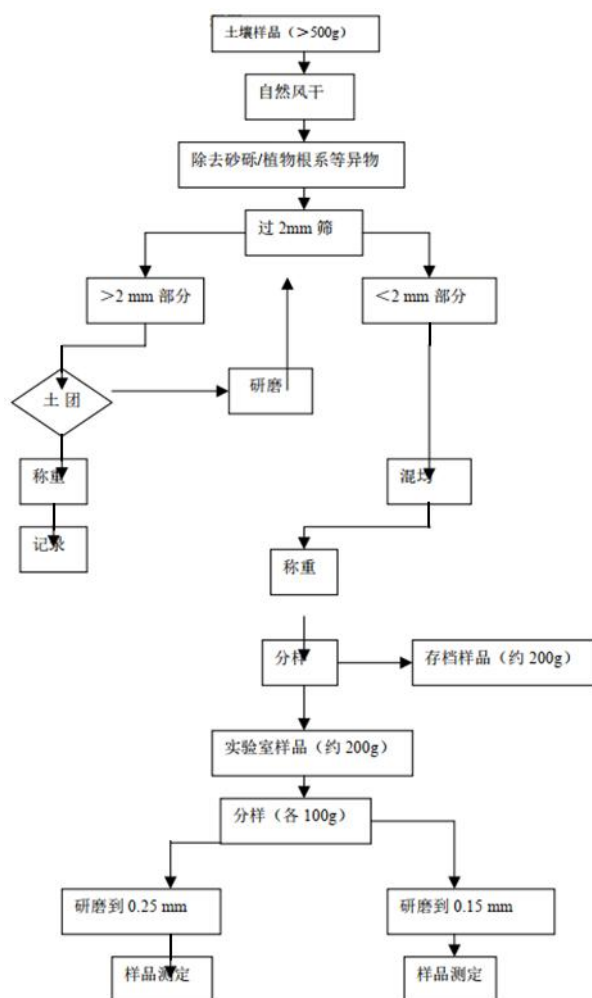 土壤样品（＞500g）
自然风干
除去砂砾/植物根系等异物
过 2mm 筛
＞2 mm 部分
＜2 mm 部分
土 团
研磨
称重
混均
记录
称重
分样
存档样品（约 200g）
实验室样品（约 200g）
分样（各 100g）
研磨到 0.25 mm
研磨到 0.15 mm
样品测定
样品测定